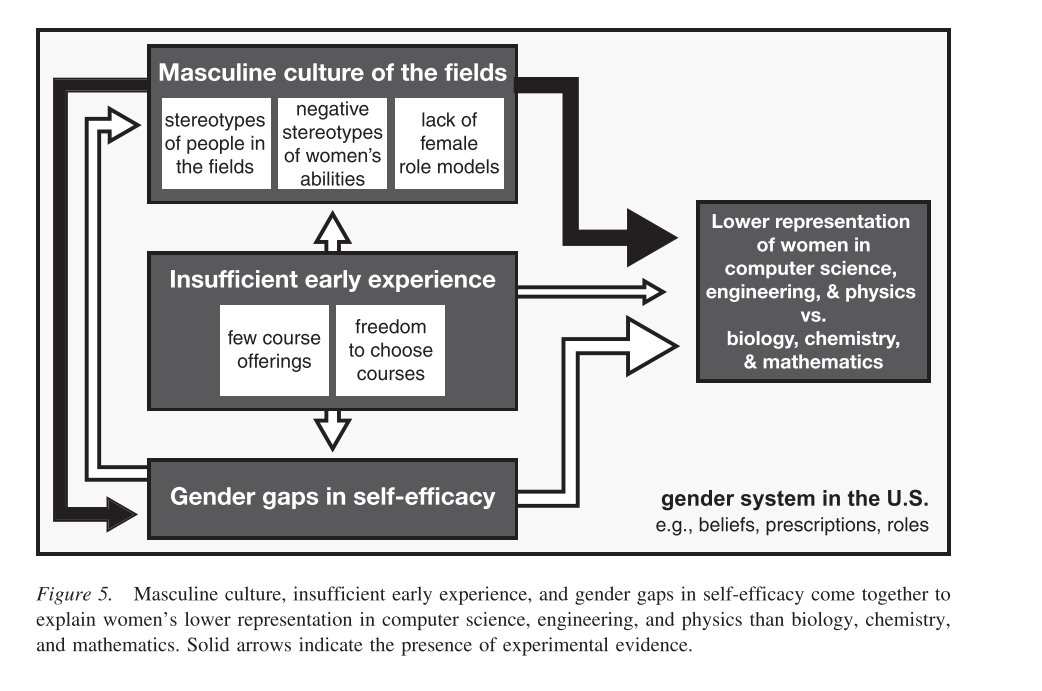 Masculine culture of the fields
stereotypes
of people in
the fields
negative
stereotypes
of women’s
abilities
lack of
female
role models
Insufficient early experience
few course
offerings
freedom
to choose
courses
Gender gaps in self-efficacy
Lower representation
of women in
computer science,
engineering, & physics
vs.
biology, chemistry,
& mathematics
gender system in the U.S.
e.g., beliefs, prescriptions, roles
Figure 5. Masculine culture, insufficient early experience, and gender gaps in self-efficacy come together to
explain women’s lower representation in computer science, engineering, and physics than biology, chemistry,
and mathematics. Solid arrows indicate the presence of experimental evidence.